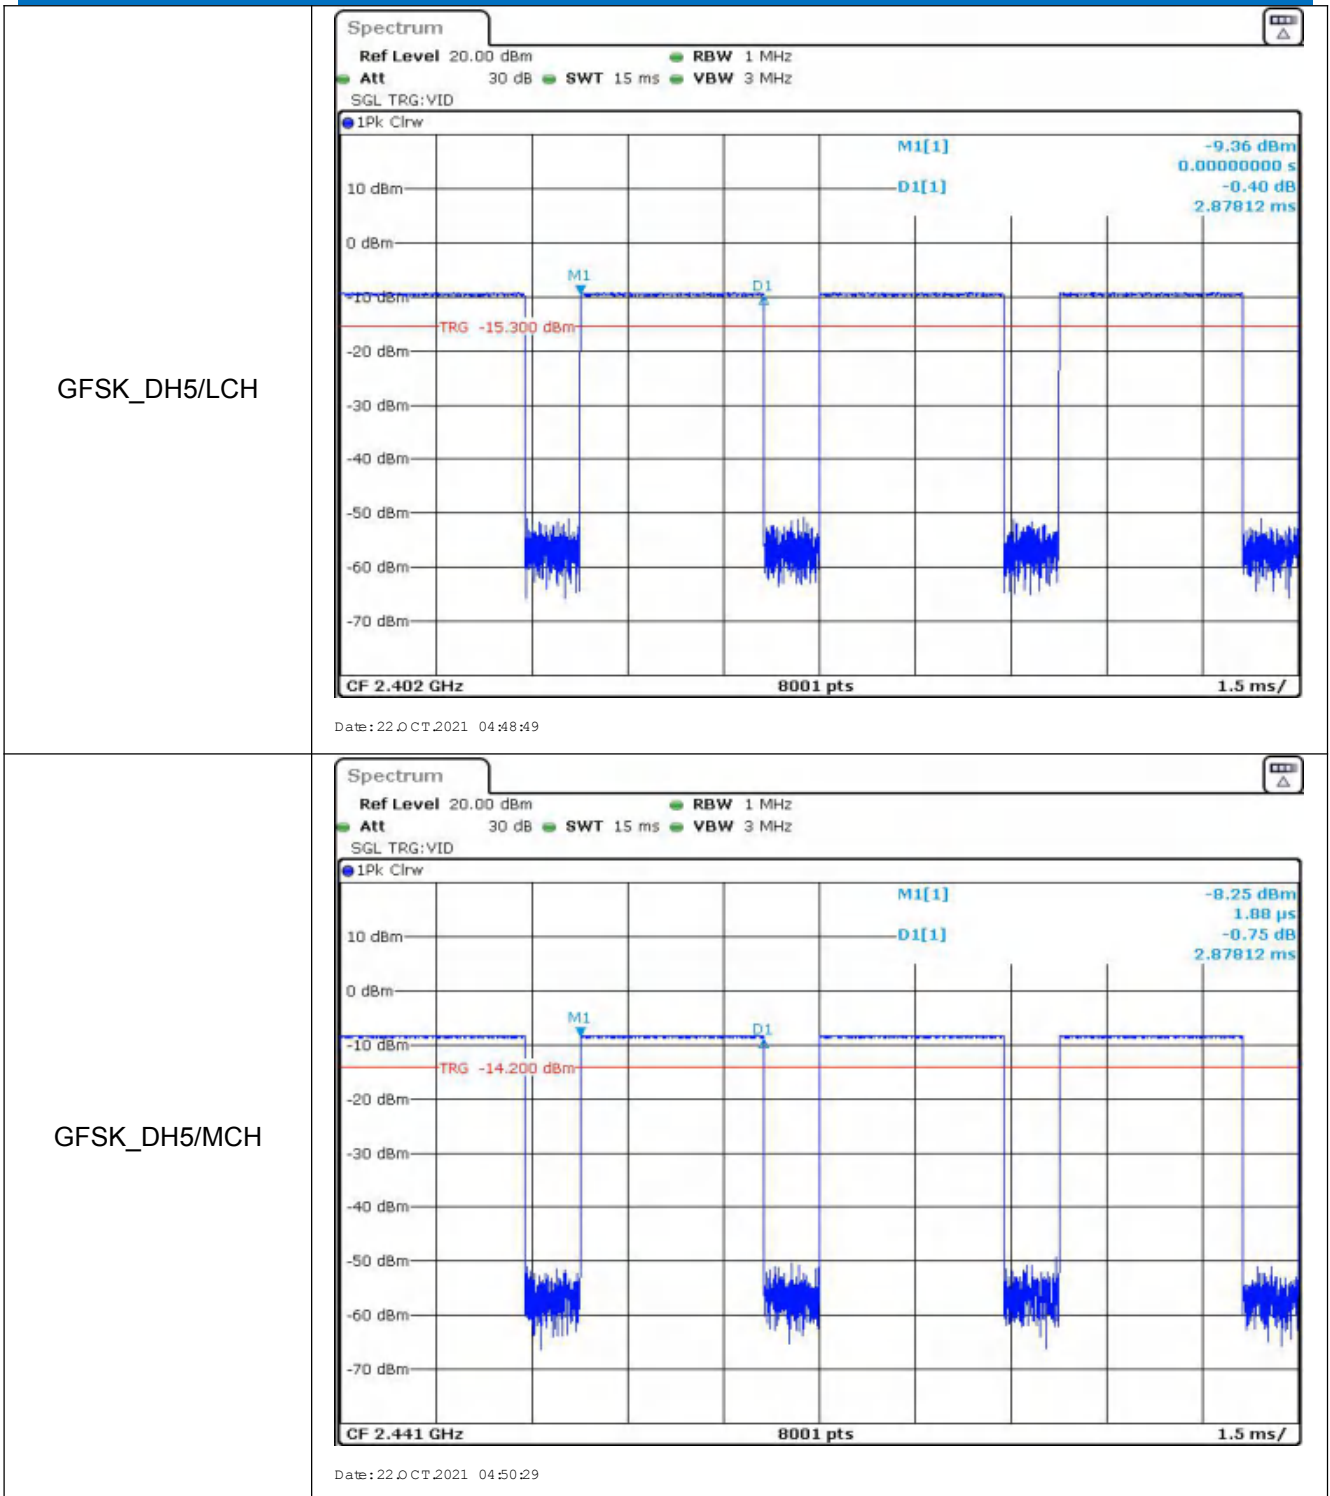 GFSK_DH5/LCH
Spectrum
Ref Level 20.00 dBm RBW 1 MHz
Att 30 dB SWT 15 ms VBW 3 MHz
SGL TRG:VID
1Pk Clrw
M1[1] -9.36 dBm
0.00000000 s
10 dBm D1[1] -0.40 dB
2.87812 ms
0 dBm
M1
D1
-10 dBm
TRG -15.300 dBm
-20 dBm
-30 dBm
-40 dBm
-50 dBm
-60 dBm
-70 dBm
CF 2.402 GHz 8001 pts 1.5 ms/
Date: 22.OCT.2021 04:48:49
GFSK_DH5/MCH
Spectrum
Ref Level 20.00 dBm RBW 1 MHz
Att 30 dB SWT 15 ms VBW 3 MHz
SGL TRG:VID
1Pk Clrw
M1[1] -8.25 dBm
1.88 µs
10 dBm D1[1] -0.75 dB
2.87812 ms
0 dBm
M1
D1
-10 dBm
TRG -14.200 dBm
-20 dBm
-30 dBm
-40 dBm
-50 dBm
-60 dBm
-70 dBm
CF 2.441 GHz 8001 pts 1.5 ms/
Date: 22.OCT.2021 04:50:29